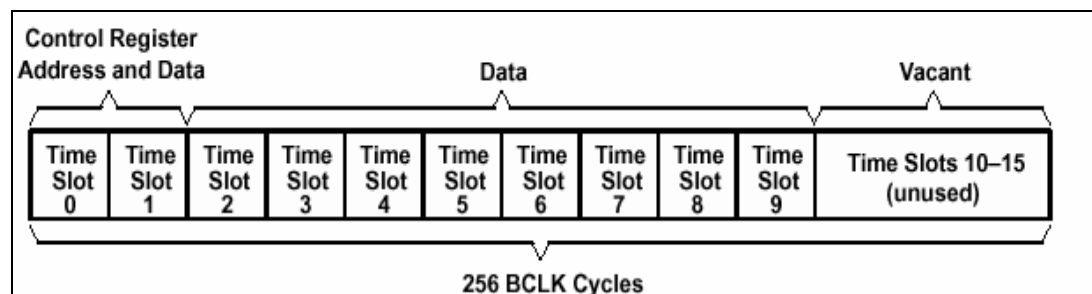 Control Register
Address and Data
Data
Vacant
Time Slot 0
Time Slot 1
Time Slot 2
Time Slot 3
Time Slot 4
Time Slot 5
Time Slot 6
Time Slot 7
Time Slot 8
Time Slot 9
Time Slots 10–15
(unused)
256 BCLK Cycles